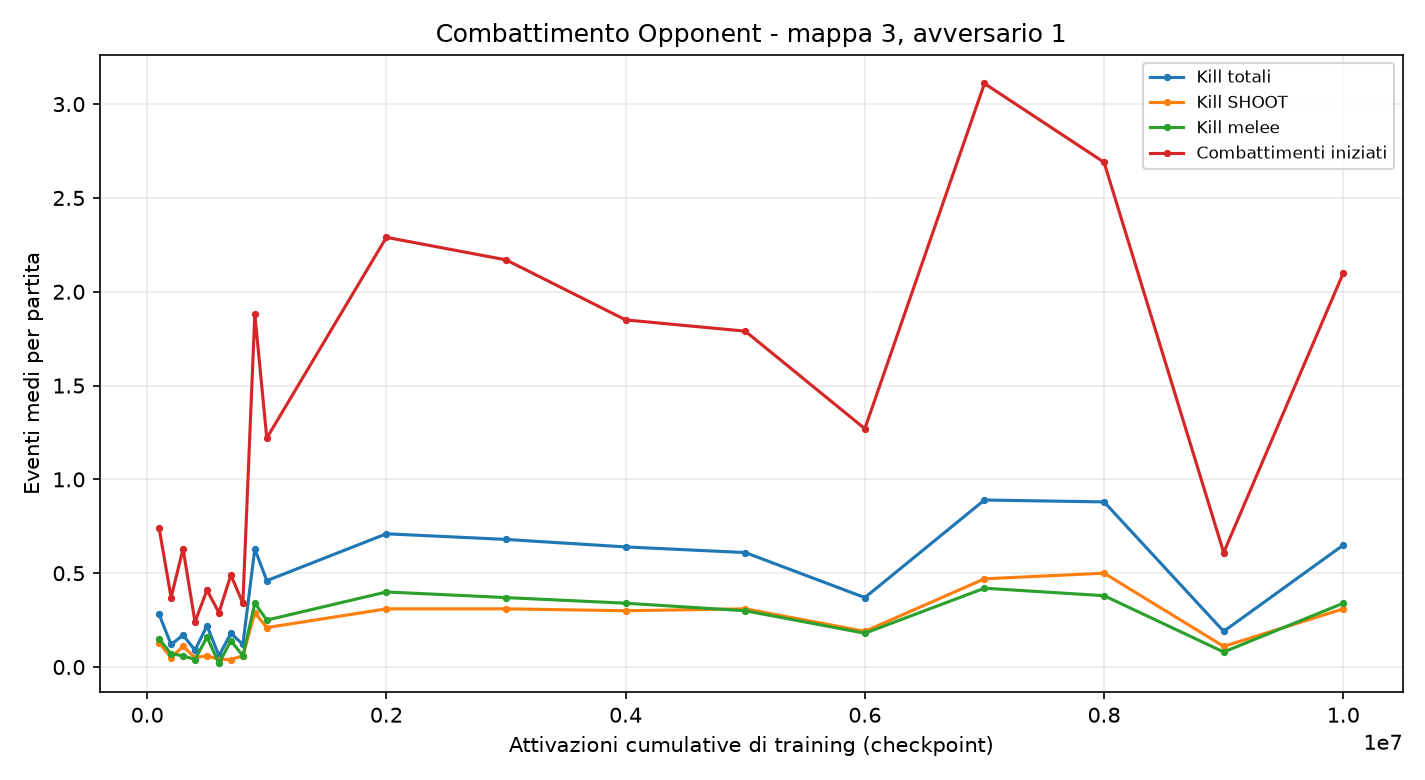 Combattimento Opponent - mappa 3, avversario 1
Kill totali
Kill SHOOT
Kill melee
Combattimenti iniziati
Eventi medi per partita
3.0
2.5
2.0
1.5
1.0
0.5
0.0
0.0 0.2 0.4 0.6 0.8 1.0
1e7
Attivazioni cumulative di training (checkpoint)